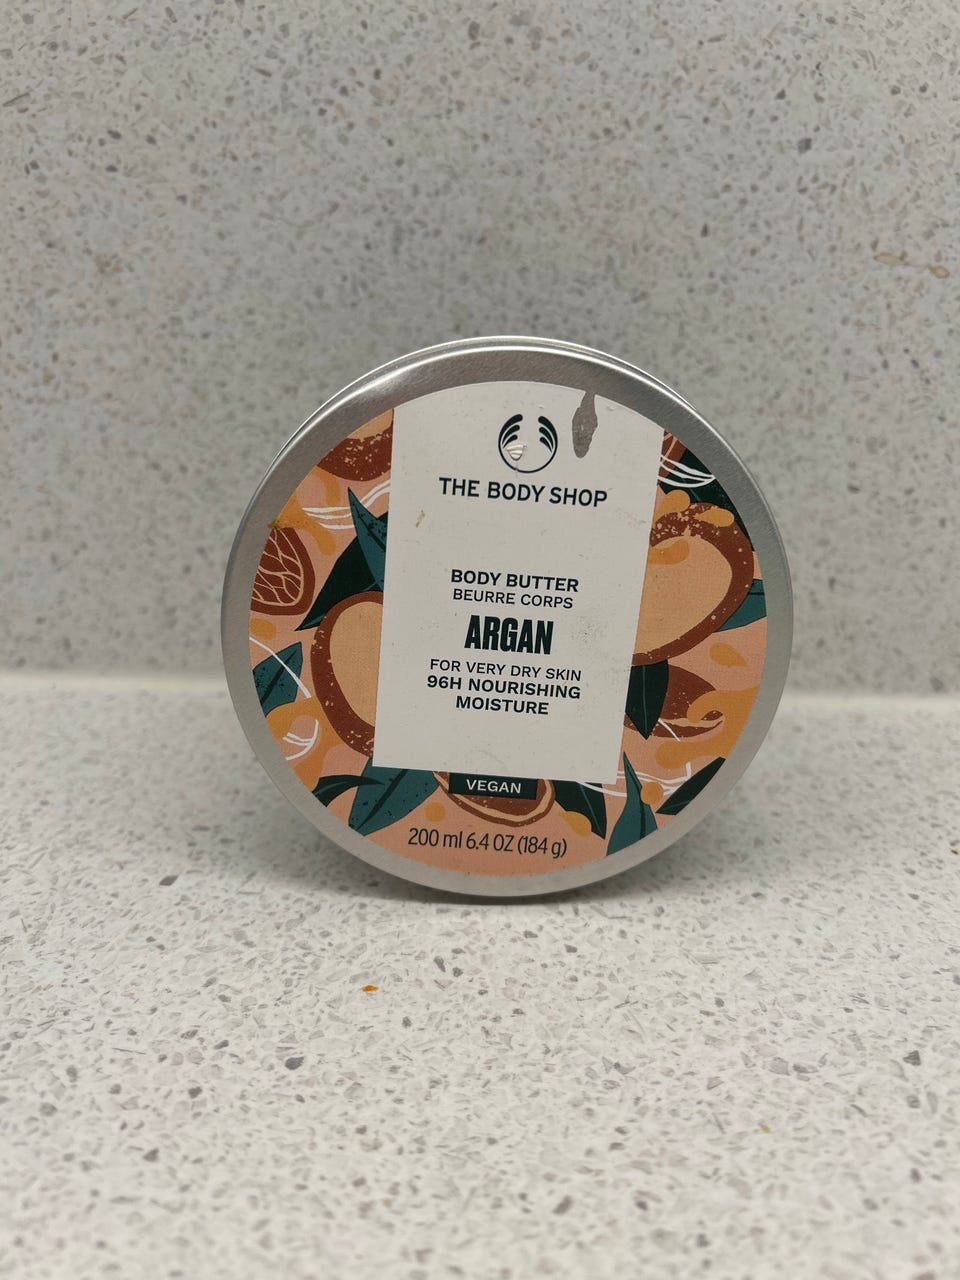 THE BODY SHOP
BODY BUTTER
BEURRE CORPS
ARGAN
FOR VERY DRY SKIN
96H NOURISHING
MOISTURE
VEGAN
200 ml 6.4 OZ (184 g)